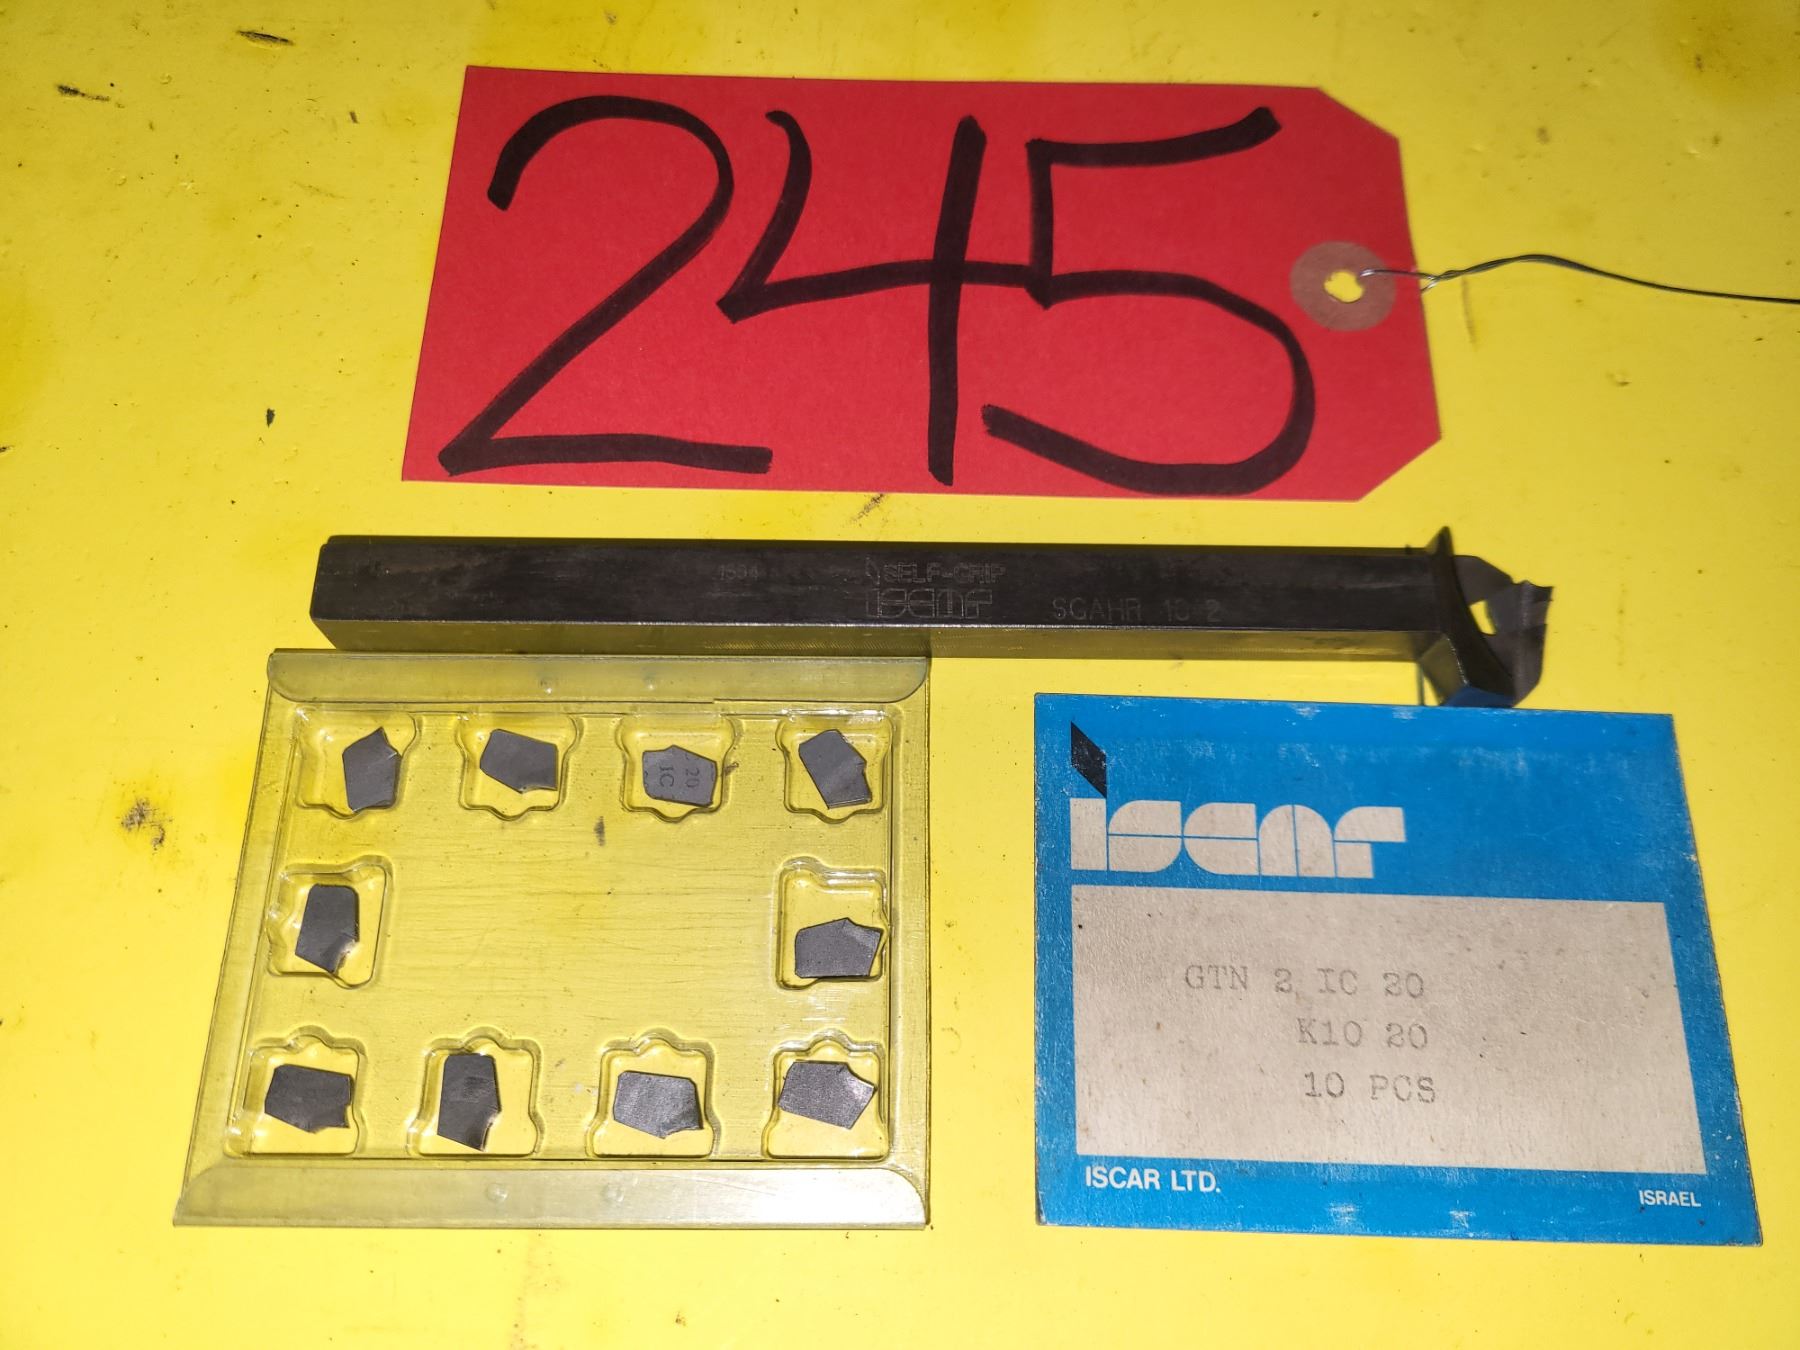 245
SELF-GRIP
iscar
SGAHR
2
20
IC
iscar
GTN 2 IC 20
K10 20
10 PCS
ISCAR LTD.
ISRAEL